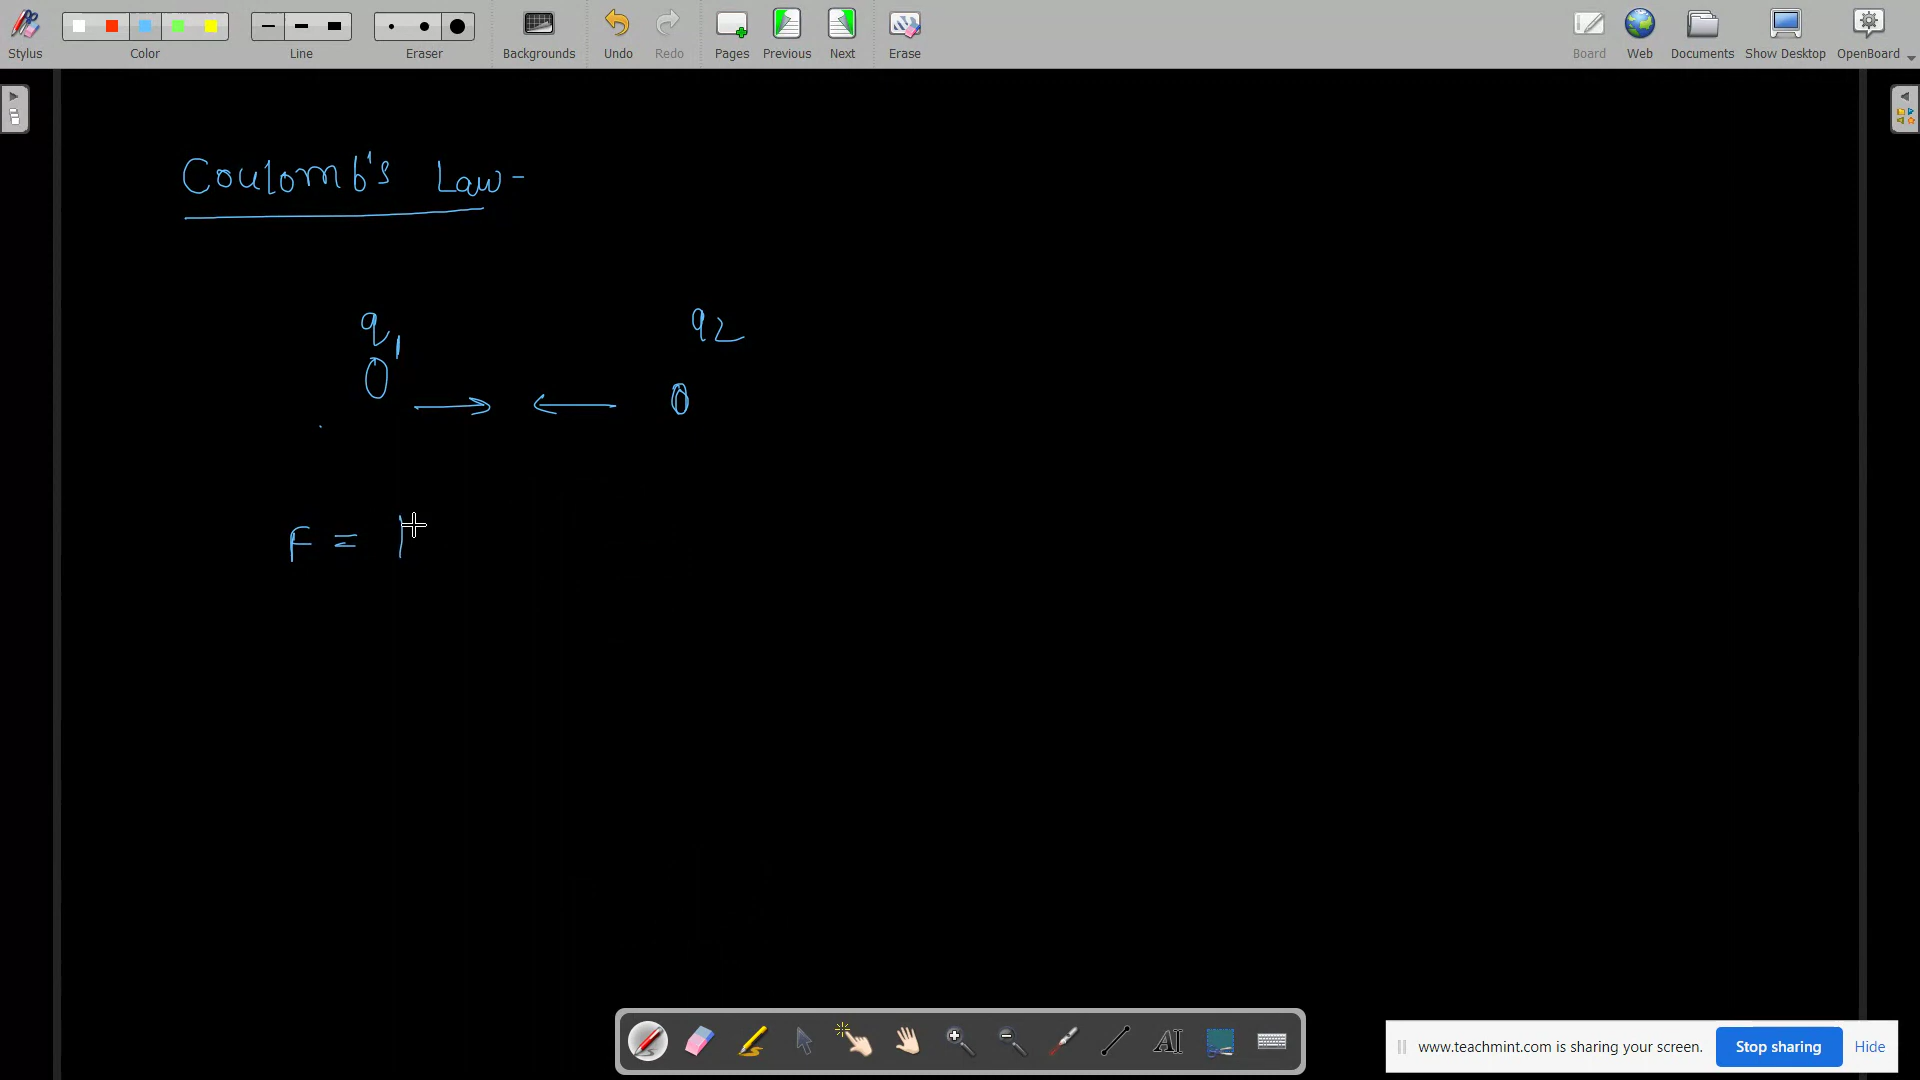 Stylus Color Line Eraser Backgrounds Undo Redo Pages Previous Next Erase Board Web Documents Show Desktop OpenBoard
Coulomb's Law-
q1 q2
F =
AI
www.teachmint.com is sharing your screen. Stop sharing Hide